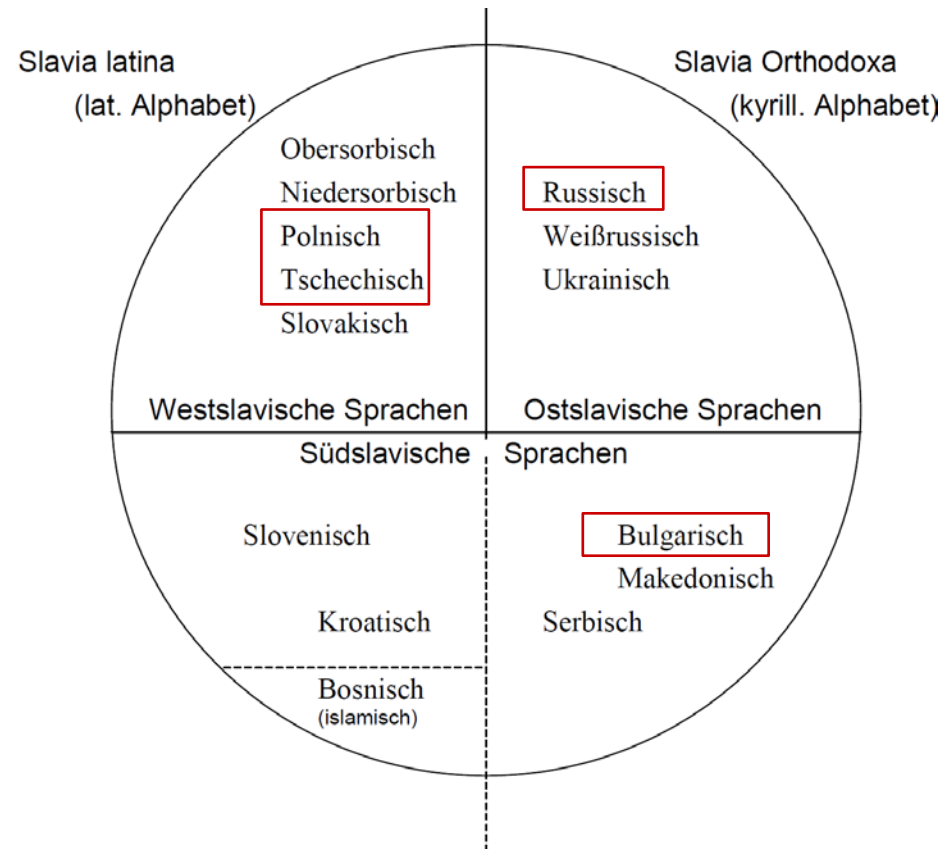 Slavia latina
(lat. Alphabet)
Slavia Orthodoxa
(kyrill. Alphabet)
Obersorbisch
Niedersorbisch
Polnisch
Tschechisch
Slovakisch
Westslavische Sprachen
Russisch
Weißrussisch
Ukrainisch
Ostslavische Sprachen
Südslavische Sprachen
Slovenisch
Kroatisch
Bosnisch
(islamisch)
Bulgarisch
Makedonisch
Serbisch